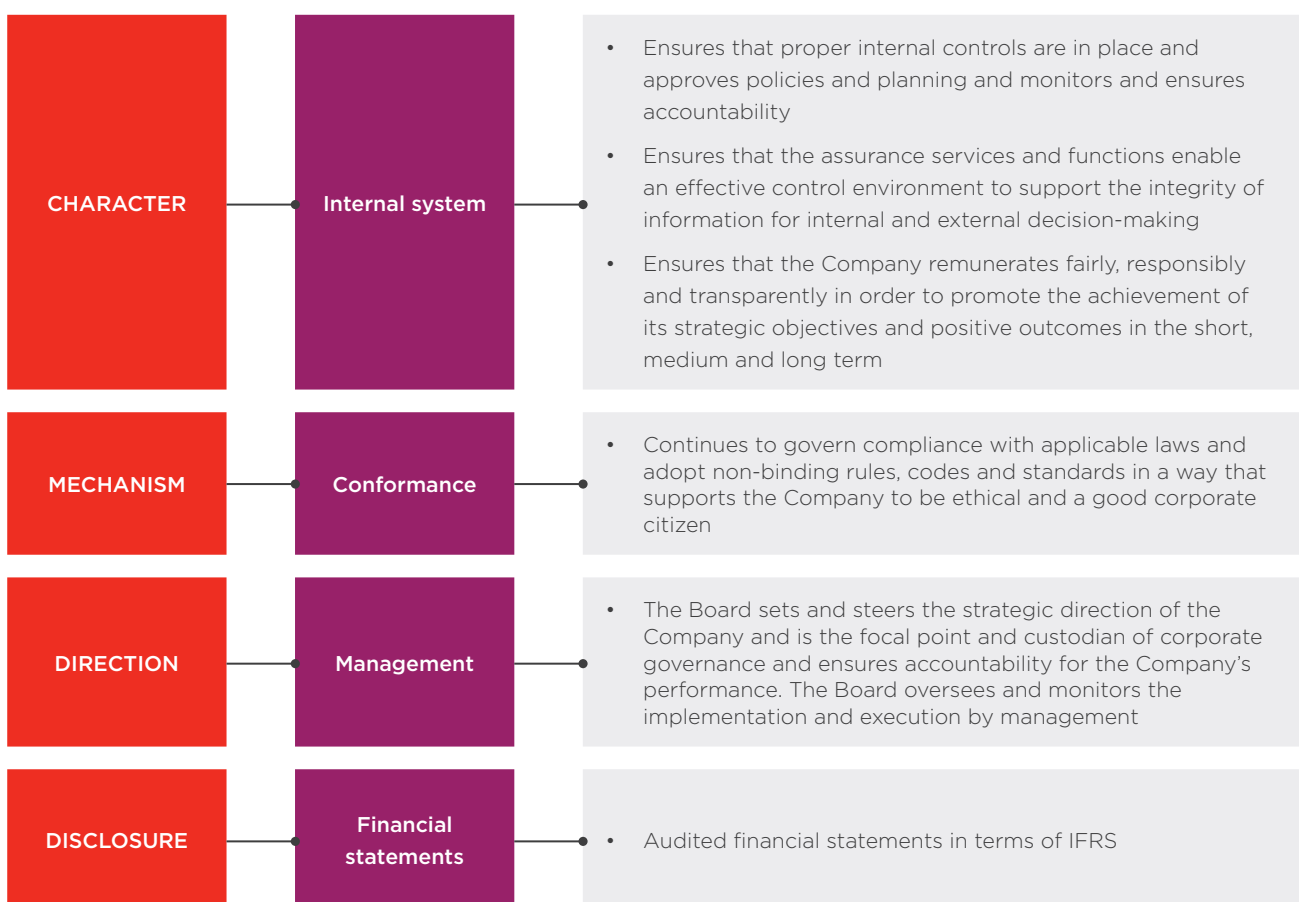 CHARACTER
Internal system
• Ensures that proper internal controls are in place and
approves policies and planning and monitors and ensures
accountability
• Ensures that the assurance services and functions enable
an effective control environment to support the integrity of
information for internal and external decision-making
• Ensures that the Company remunerates fairly, responsibly
and transparently in order to promote the achievement of
its strategic objectives and positive outcomes in the short,
medium and long term
MECHANISM
Conformance
• Continues to govern compliance with applicable laws and
adopt non-binding rules, codes and standards in a way that
supports the Company to be ethical and a good corporate
citizen
DIRECTION
Management
• The Board sets and steers the strategic direction of the
Company and is the focal point and custodian of corporate
governance and ensures accountability for the Company’s
performance. The Board oversees and monitors the
implementation and execution by management
DISCLOSURE
Financial
statements
• Audited financial statements in terms of IFRS